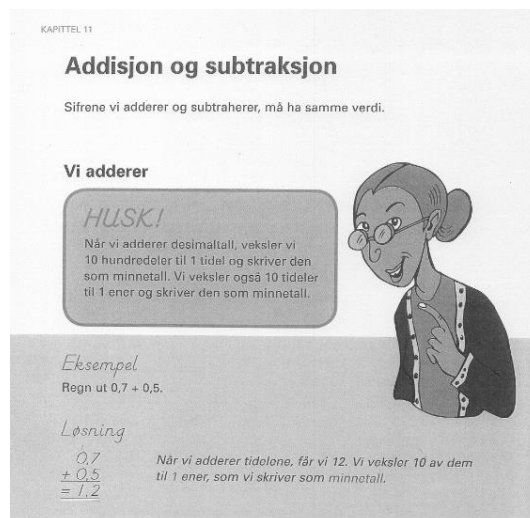 KAPITTEL 11
Addisjon og subtraksjon
Sifrene vi adderer og subtraherer, må ha samme verdi.
Vi adderer
HUSK!
Når vi adderer desimaltall, veksler vi
10 hundredeler til 1 tidel og skriver den
som minnetall. Vi veksler også 10 tideler
til 1 ener og skriver den som minnetall.
Eksempel
Regn ut 0,7 + 0,5.
Løsning
0,7
+ 0,5
= 1,2
Når vi adderer tidelene, får vi 12. Vi veksler 10 av dem
til 1 ener, som vi skriver som minnetall.